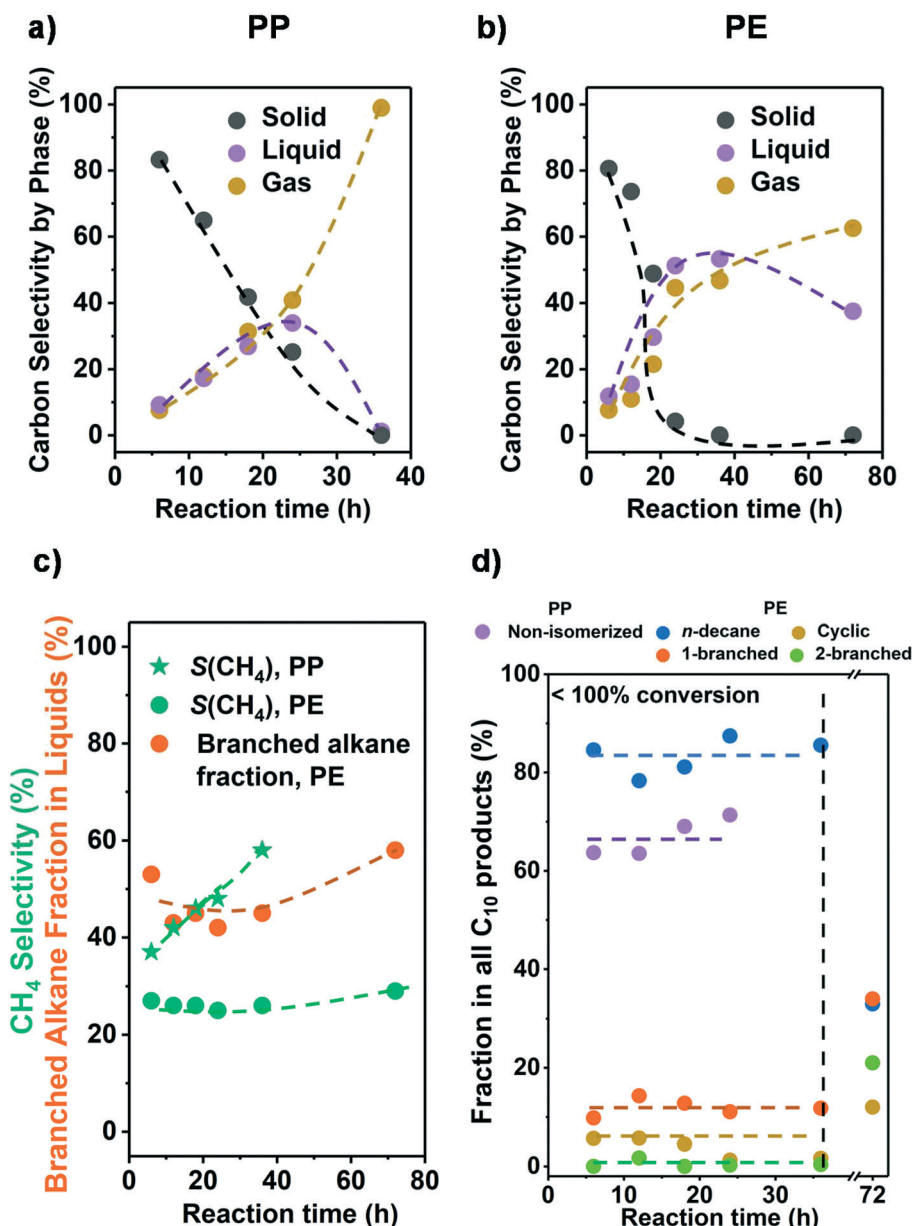 a)
PP
Carbon Selectivity by Phase (%)
100
80
60
40
20
0
Solid
Liquid
Gas
0 10 20 30 40
Reaction time (h)
b)
PE
Carbon Selectivity by Phase (%)
100
80
60
40
20
0
Solid
Liquid
Gas
0 20 40 60 80
Reaction time (h)
c)
CH₄ Selectivity (%)
Branched Alkane Fraction in Liquids (%)
100
80
60
40
20
0
S(CH₄), PP
S(CH₄), PE
Branched alkane
fraction, PE
0 20 40 60 80
Reaction time (h)
d)
PP PE
Non-isomerized n-decane Cyclic
1-branched 2-branched
Fraction in all C₁₀ products (%)
100
80
60
40
20
0
< 100% conversion
0 10 20 30 72
Reaction time (h)